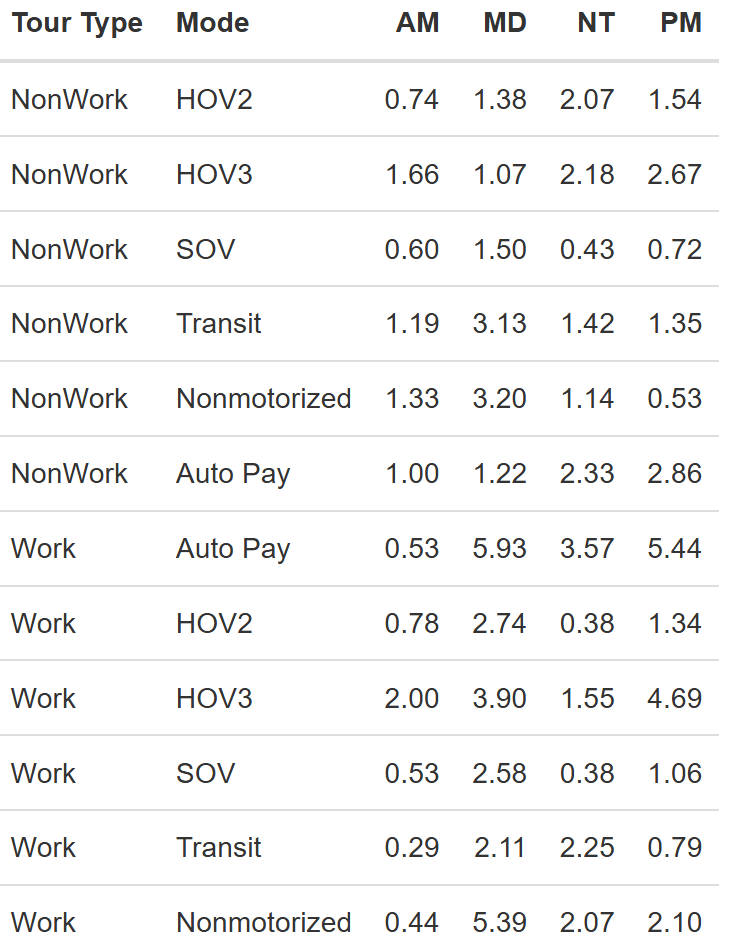 Tour Type Mode AM MD NT PM
NonWork HOV2 0.74 1.38 2.07 1.54
NonWork HOV3 1.66 1.07 2.18 2.67
NonWork SOV 0.60 1.50 0.43 0.72
NonWork Transit 1.19 3.13 1.42 1.35
NonWork Nonmotorized 1.33 3.20 1.14 0.53
NonWork Auto Pay 1.00 1.22 2.33 2.86
Work Auto Pay 0.53 5.93 3.57 5.44
Work HOV2 0.78 2.74 0.38 1.34
Work HOV3 2.00 3.90 1.55 4.69
Work SOV 0.53 2.58 0.38 1.06
Work Transit 0.29 2.11 2.25 0.79
Work Nonmotorized 0.44 5.39 2.07 2.10